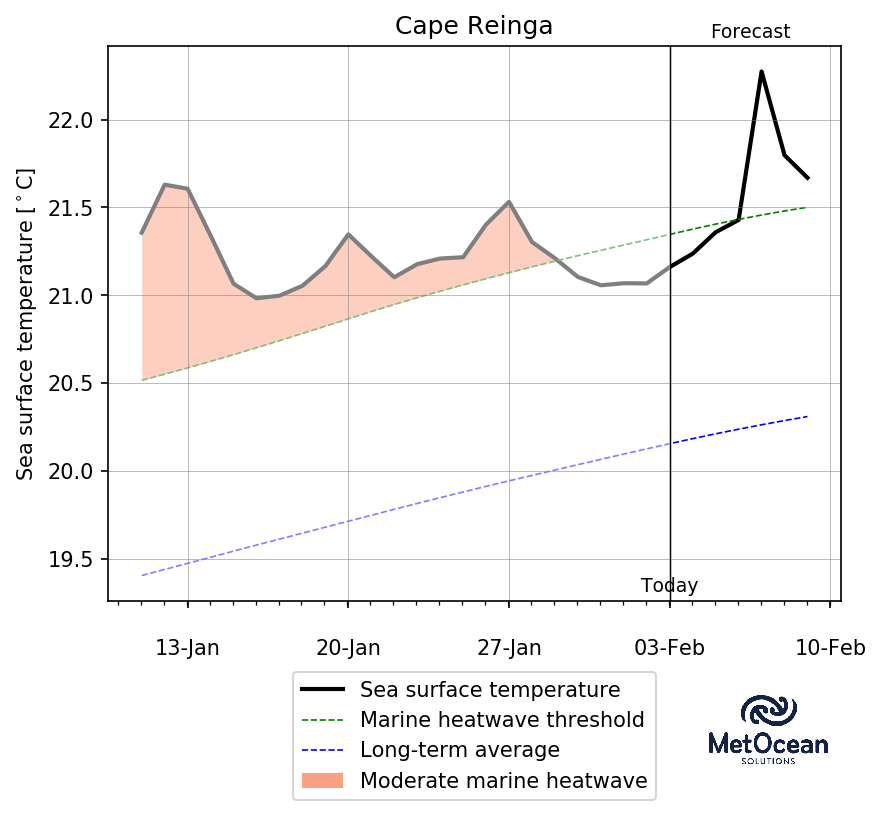 Cape Reinga
Forecast
22.0
21.5
21.0
20.5
20.0
19.5
Sea surface temperature [°C]
Today
13-Jan 20-Jan 27-Jan 03-Feb 10-Feb
Sea surface temperature
Marine heatwave threshold
Long-term average
Moderate marine heatwave
MetOcean
SOLUTIONS